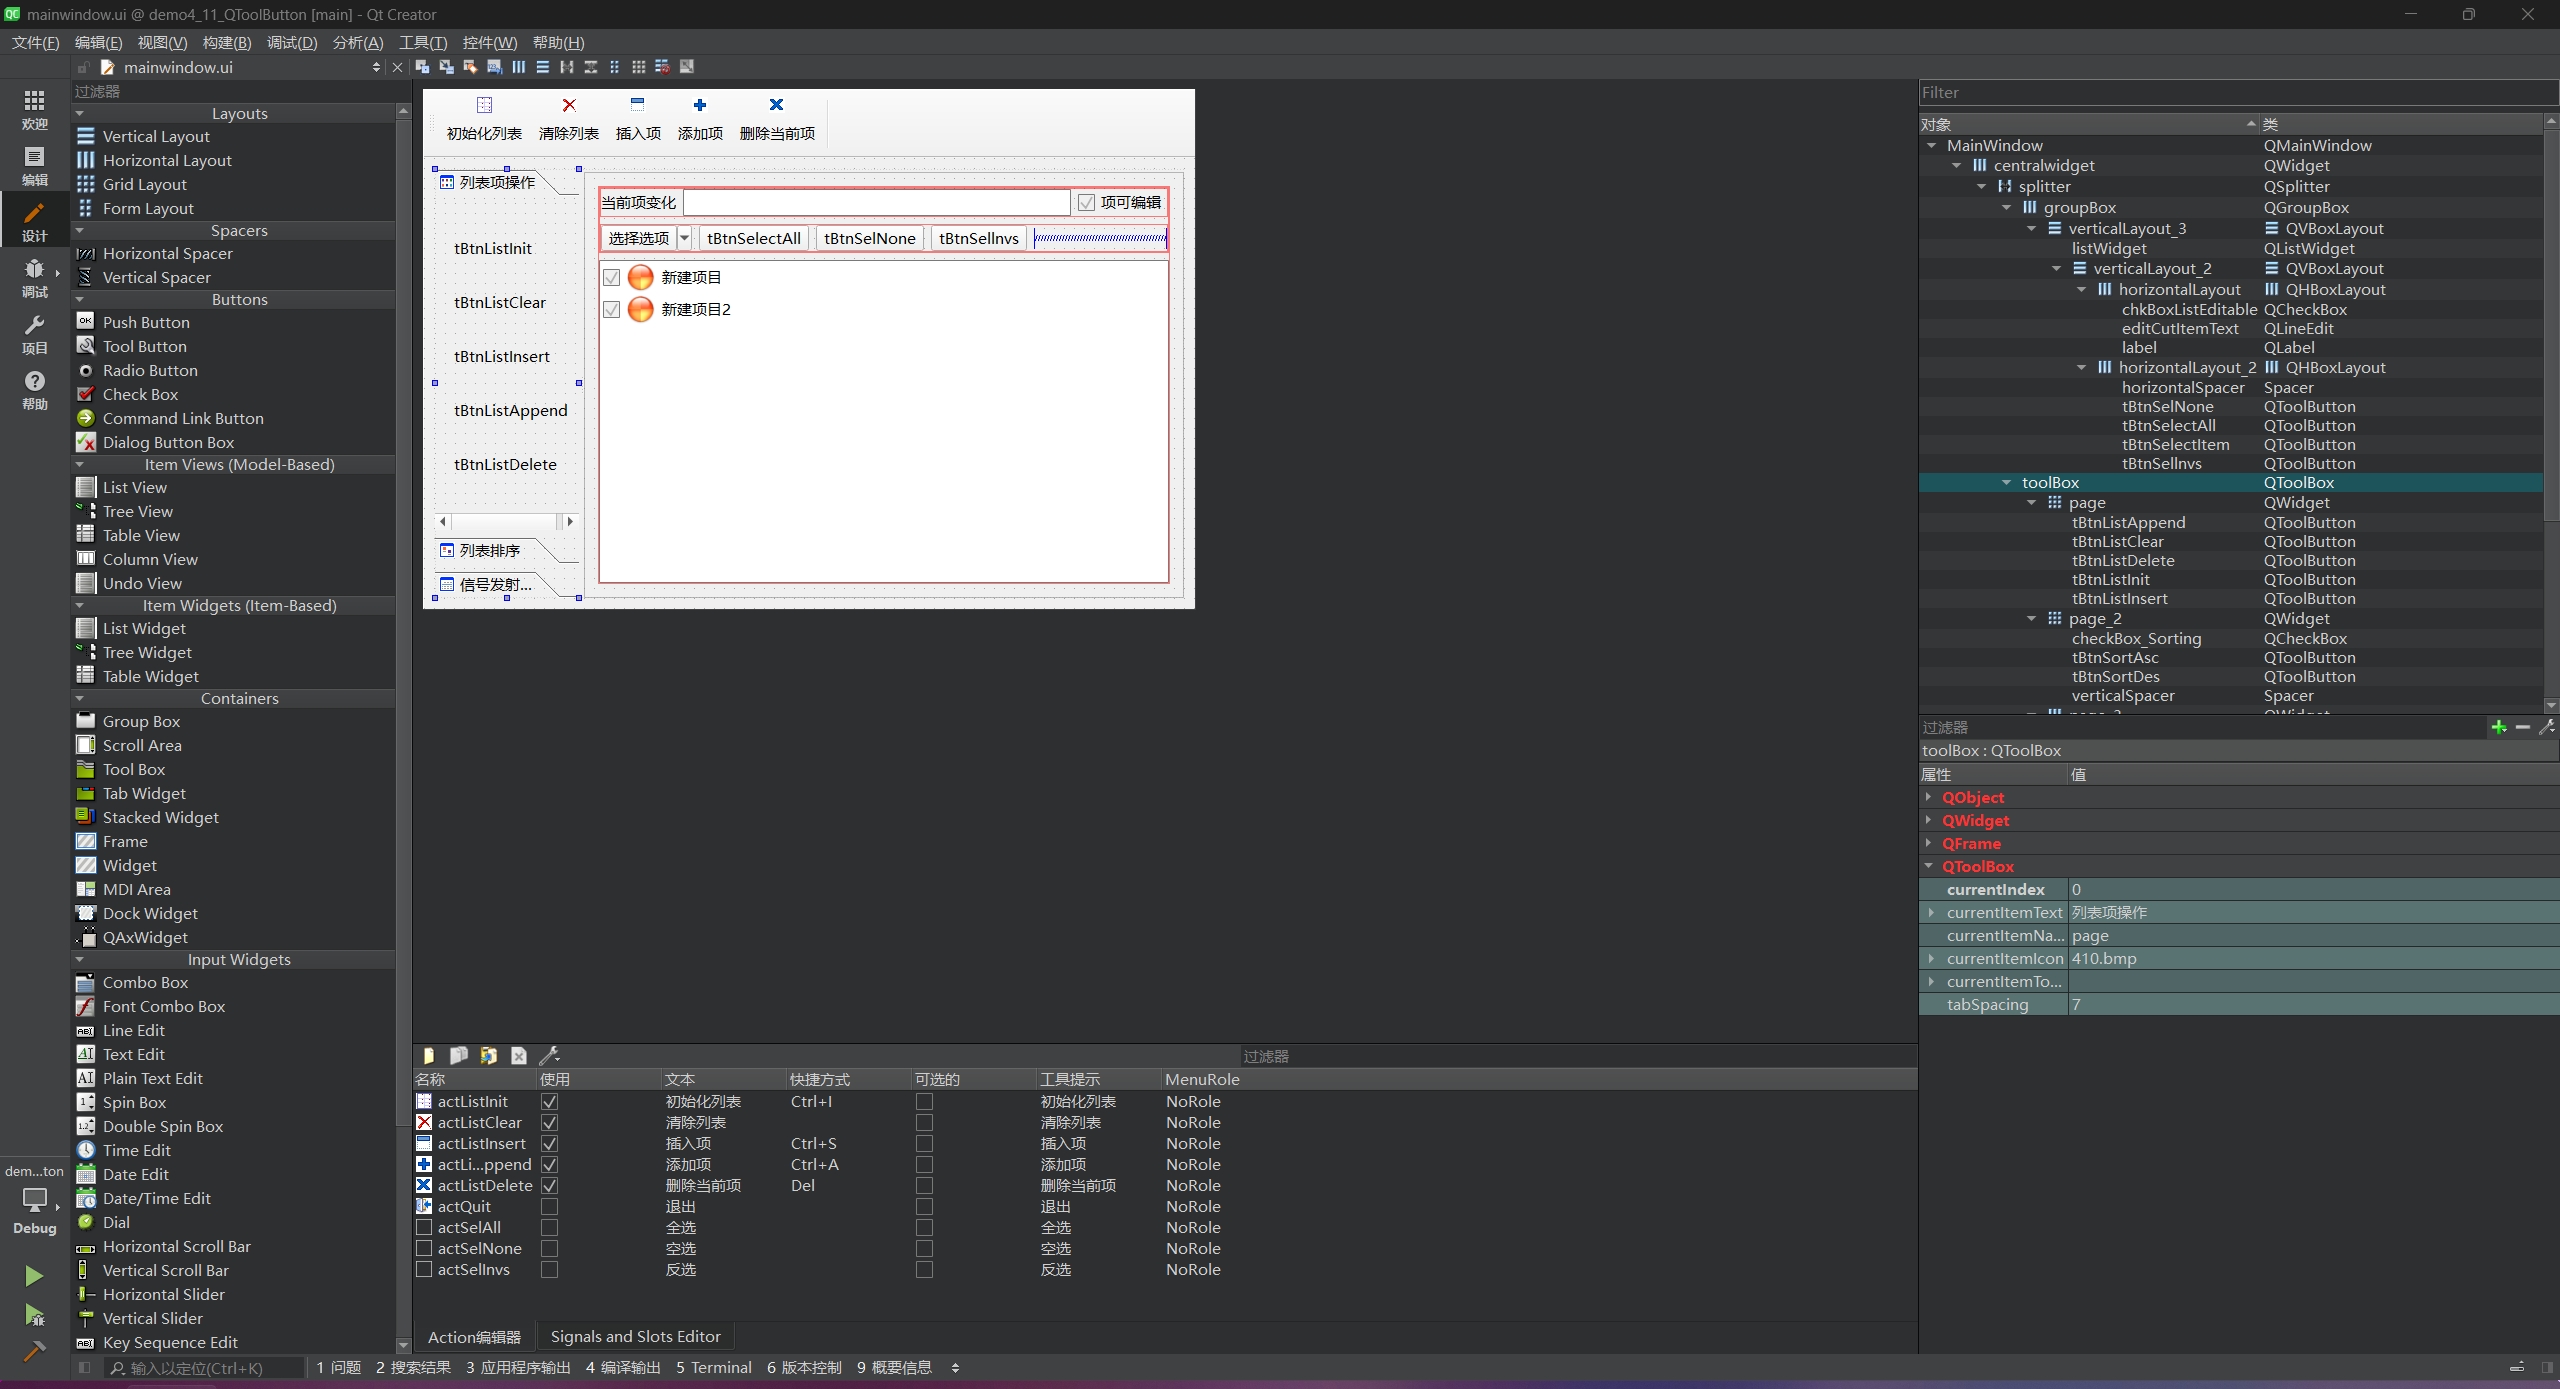 mainwindow.ui @ demo4_11_QToolButton [main] - Qt Creator
文件(F) 编辑(E) 视图(V) 构建(B) 调试(D) 分析(A) 工具(T) 控件(W) 帮助(H)
mainwindow.ui
欢迎
编辑
设计
调试
项目
帮助
dem...ton
Debug
过滤器
Layouts
Vertical Layout
Horizontal Layout
Grid Layout
Form Layout
Spacers
Horizontal Spacer
Vertical Spacer
Buttons
Push Button
Tool Button
Radio Button
Check Box
Command Link Button
Dialog Button Box
Item Views (Model-Based)
List View
Tree View
Table View
Column View
Undo View
Item Widgets (Item-Based)
List Widget
Tree Widget
Table Widget
Containers
Group Box
Scroll Area
Tool Box
Tab Widget
Stacked Widget
Frame
Widget
MDI Area
Dock Widget
QAxWidget
Input Widgets
Combo Box
Font Combo Box
Line Edit
Text Edit
Plain Text Edit
Spin Box
Double Spin Box
Time Edit
Date Edit
Date/Time Edit
Dial
Horizontal Scroll Bar
Vertical Scroll Bar
Horizontal Slider
Vertical Slider
Key Sequence Edit
初始化列表 清除列表 插入项 添加项 删除当前项
列表项操作
tBtnListInit
tBtnListClear
tBtnListInsert
tBtnListAppend
tBtnListDelete
列表排序
信号发射...
当前项变化 项可编辑
选择选项 tBtnSelectAll tBtnSelNone tBtnSelInvs
新建项目
新建项目2
名称 使用 文本 快捷方式 可选的 工具提示 MenuRole
过滤器
actListInit 初始化列表 Ctrl+I 初始化列表 NoRole
actListClear 清除列表 清除列表 NoRole
actListInsert 插入项 Ctrl+S 插入项 NoRole
actLi...ppend 添加项 Ctrl+A 添加项 NoRole
actListDelete 删除当前项 Del 删除当前项 NoRole
actQuit 退出 退出 NoRole
actSelAll 全选 全选 NoRole
actSelNone 空选 空选 NoRole
actSelInvs 反选 反选 NoRole
Action编辑器 Signals and Slots Editor
Filter
对象 类
MainWindow QMainWindow
centralwidget QWidget
splitter QSplitter
groupBox QGroupBox
verticalLayout_3 QVBoxLayout
listWidget QListWidget
verticalLayout_2 QVBoxLayout
horizontalLayout QHBoxLayout
chkBoxListEditable QCheckBox
editCutItemText QLineEdit
label QLabel
horizontalLayout_2 QHBoxLayout
horizontalSpacer Spacer
tBtnSelNone QToolButton
tBtnSelectAll QToolButton
tBtnSelectItem QToolButton
tBtnSelInvs QToolButton
toolBox QToolBox
page QWidget
tBtnListAppend QToolButton
tBtnListClear QToolButton
tBtnListDelete QToolButton
tBtnListInit QToolButton
tBtnListInsert QToolButton
page_2 QWidget
checkBox_Sorting QCheckBox
tBtnSortAsc QToolButton
tBtnSortDes QToolButton
verticalSpacer Spacer
过滤器
toolBox : QToolBox
属性 值
QObject
QWidget
QFrame
QToolBox
currentIndex 0
currentItemText 列表项操作
currentItemNa... page
currentItemIcon 410.bmp
currentItemTo...
tabSpacing 7
输入以定位(Ctrl+K) 1 问题 2 搜索结果 3 应用程序输出 4 编译输出 5 Terminal 6 版本控制 9 概要信息